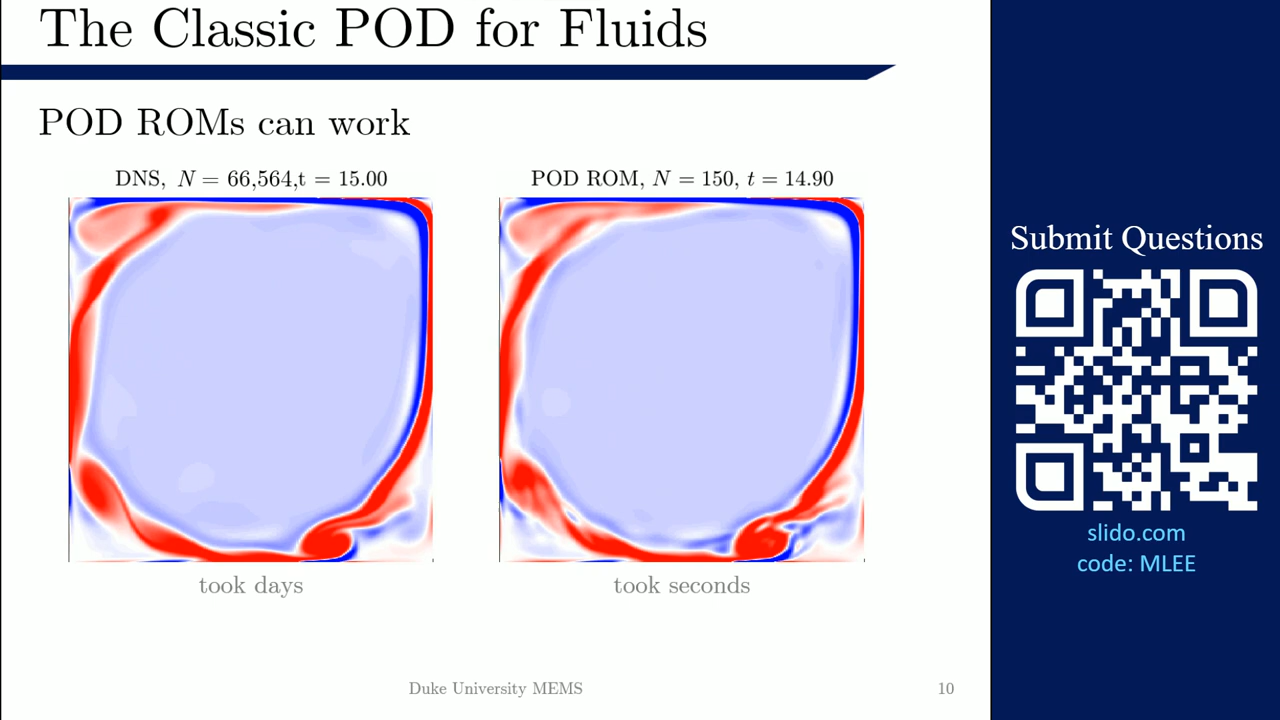 The Classic POD for Fluids
POD ROMs can work
DNS, N = 66,564,t = 15.00
POD ROM, N = 150, t = 14.90
took days
took seconds
Duke University MEMS
10
Submit Questions
slido.com
code: MLEE